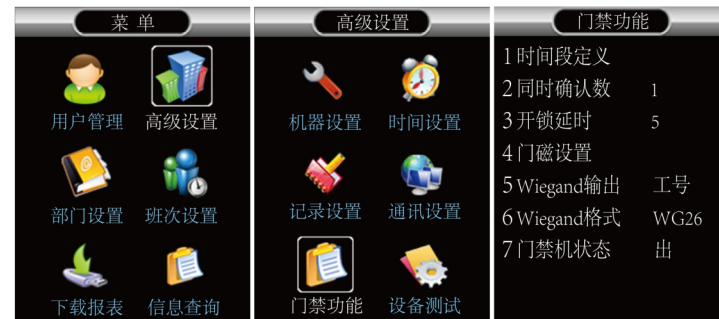 菜 单
用户管理 高级设置
部门设置 班次设置
下载报表 信息查询
高级设置
机器设置 时间设置
记录设置 通讯设置
门禁功能 设备测试
门禁功能
1 时间段定义
2 同时确认数 1
3 开锁延时 5
4 门磁设置
5 Wiegand输出 工号
6 Wiegand格式 WG26
7 门禁机状态 出